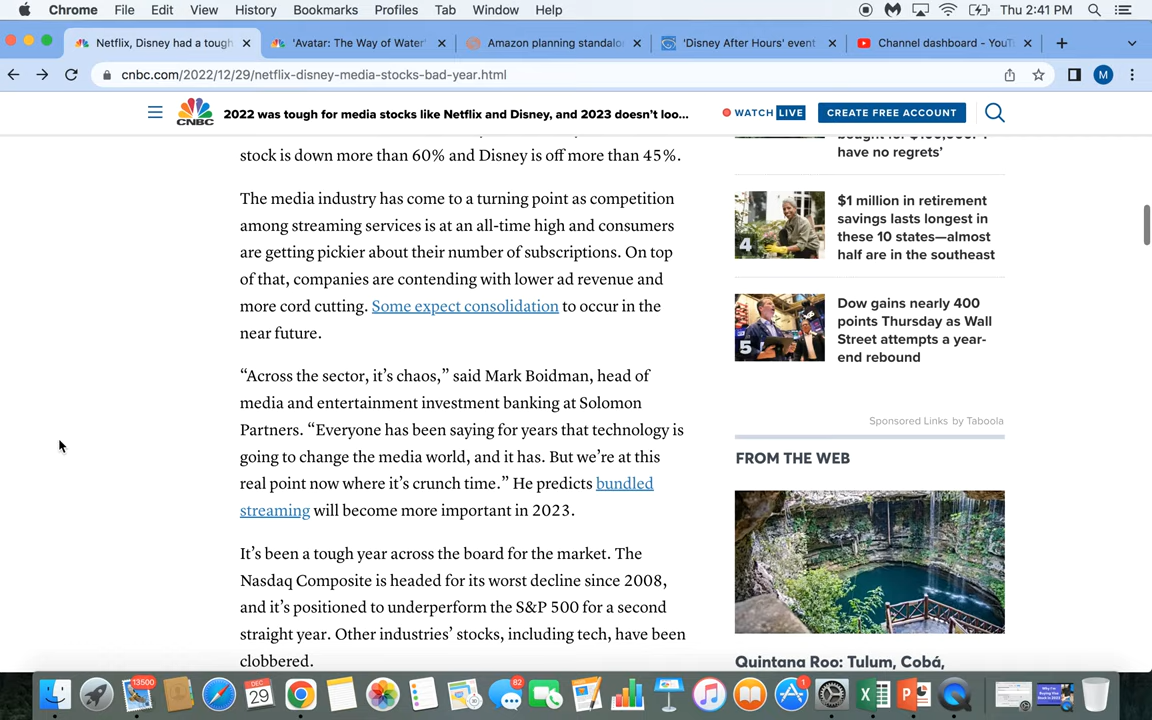 Chrome File Edit View History Bookmarks Profiles Tab Window Help Thu 2:41 PM
Netflix, Disney had a tough 'Avatar: The Way of Water' Amazon planning standalo 'Disney After Hours' event Channel dashboard - YouT
cnbc.com/2022/12/29/netflix-disney-media-stocks-bad-year.html M
CNBC 2022 was tough for media stocks like Netflix and Disney, and 2023 doesn't loo... WATCH LIVE CREATE FREE ACCOUNT
stock is down more than 60% and Disney is off more than 45%.
The media industry has come to a turning point as competition
among streaming services is at an all-time high and consumers
are getting pickier about their number of subscriptions. On top
of that, companies are contending with lower ad revenue and
more cord cutting. Some expect consolidation to occur in the
near future.
“Across the sector, it’s chaos,” said Mark Boidman, head of
media and entertainment investment banking at Solomon
Partners. “Everyone has been saying for years that technology is
going to change the media world, and it has. But we’re at this
real point now where it’s crunch time.” He predicts bundled
streaming will become more important in 2023.
It’s been a tough year across the board for the market. The
Nasdaq Composite is headed for its worst decline since 2008,
and it’s positioned to underperform the S&P 500 for a second
straight year. Other industries’ stocks, including tech, have been
clobbered.
have no regrets’
4
$1 million in retirement
savings lasts longest in
these 10 states—almost
half are in the southeast
5
Dow gains nearly 400
points Thursday as Wall
Street attempts a year-
end rebound
Sponsored Links by Taboola
FROM THE WEB
Quintana Roo: Tulum, Cobá,
13500 DEC 29 82 1